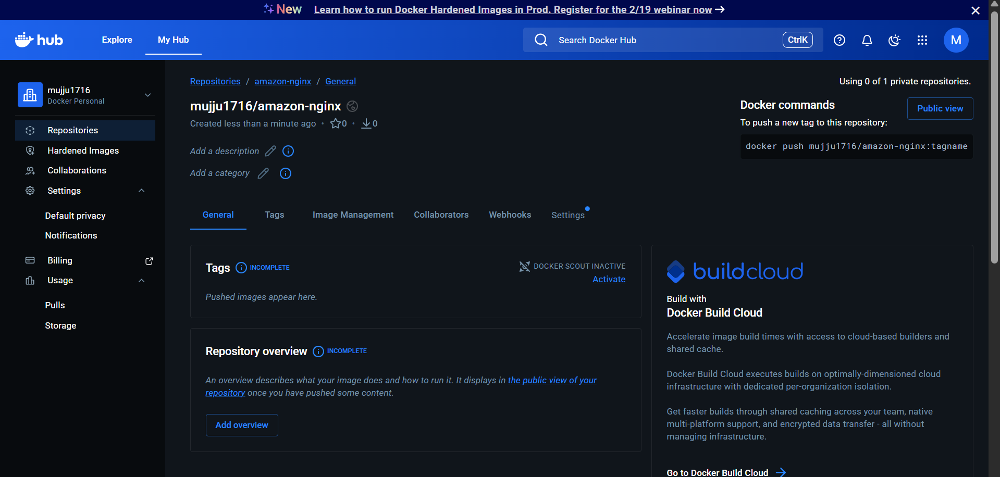 New Learn how to run Docker Hardened Images in Prod. Register for the 2/19 webinar now
hub Explore My Hub Search Docker Hub CtrlK M
mujju1716
Docker Personal
Repositories
Hardened Images
Collaborations
Settings
Default privacy
Notifications
Billing
Usage
Pulls
Storage
Repositories / amazon-nginx / General
Using 0 of 1 private repositories.
mujju1716/amazon-nginx
Created less than a minute ago • 0 • 0
Add a description
Add a category
Docker commands
Public view
To push a new tag to this repository:
docker push mujju1716/amazon-nginx:tagname
General Tags Image Management Collaborators Webhooks Settings
Tags INCOMPLETE
DOCKER SCOUT INACTIVE
Activate
Pushed images appear here.
Repository overview INCOMPLETE
An overview describes what your image does and how to run it. It displays in the public view of your
repository once you have pushed some content.
Add overview
buildcloud
Build with
Docker Build Cloud
Accelerate image build times with access to cloud-based builders and
shared cache.
Docker Build Cloud executes builds on optimally-dimensioned cloud
infrastructure with dedicated per-organization isolation.
Get faster builds through shared caching across your team, native
multi-platform support, and encrypted data transfer - all without
managing infrastructure.
Go to Docker Build Cloud